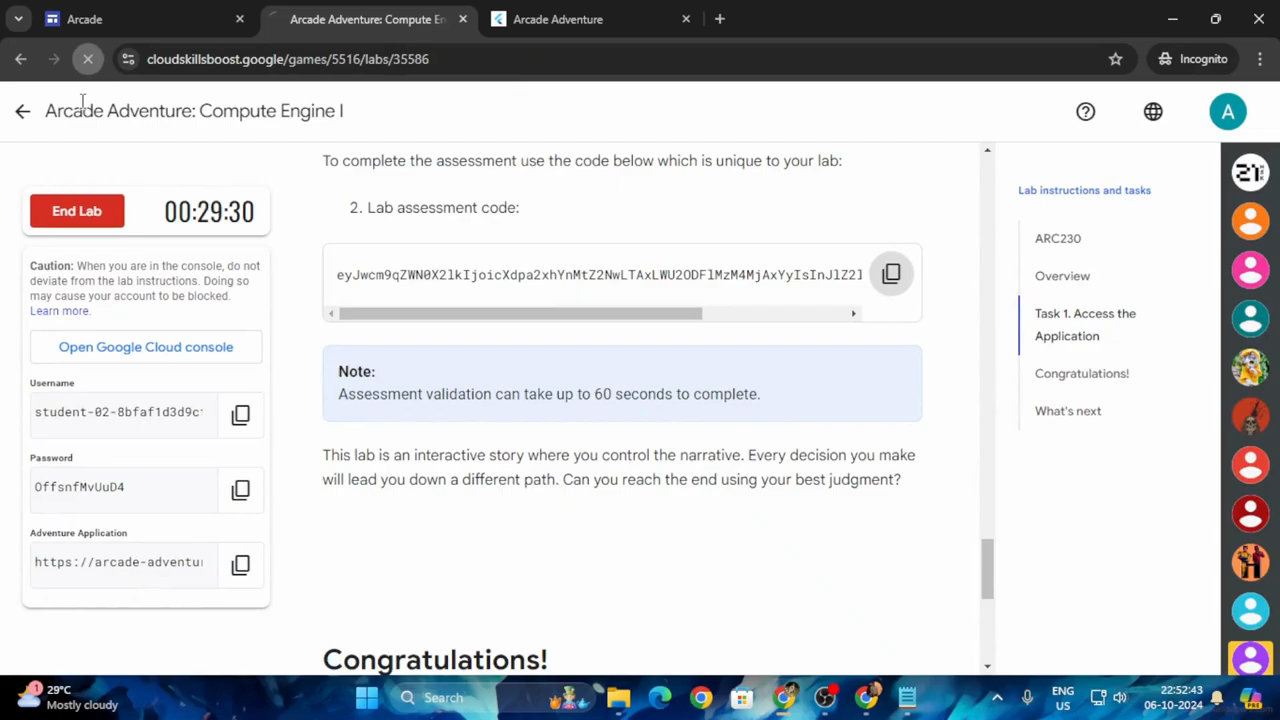 Arcade
Arcade Adventure: Compute En
Arcade Adventure
cloudskillsboost.google/games/5516/labs/35586
Incognito
Arcade Adventure: Compute Engine I
A
To complete the assessment use the code below which is unique to your lab:
2. Lab assessment code:
End Lab
00:29:30
Caution: When you are in the console, do not
deviate from the lab instructions. Doing so
may cause your account to be blocked.
Learn more.
Open Google Cloud console
Username
student-02-8bfaf1d3d9c
Password
OffsnfMvUuD4
Adventure Application
https://arcade-adventu
Note:
Assessment validation can take up to 60 seconds to complete.
This lab is an interactive story where you control the narrative. Every decision you make
will lead you down a different path. Can you reach the end using your best judgment?
Congratulations!
Lab instructions and tasks
ARC230
Overview
Task 1. Access the
Application
Congratulations!
What's next
1
29°C
Mostly cloudy
Search
ENG
US
22:52:43
06-10-2024
PRE